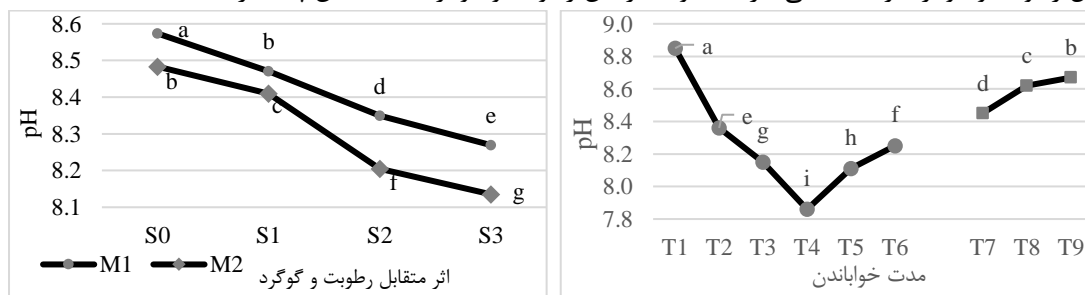 8.6
8.5
8.4
8.3
8.2
8.1
pH
a
b
d
e
b
c
f
g
S0 S1 S2 S3
M1 M2
اثر متقابل رطوبت و گوگرد
9.0
8.8
8.6
8.4
8.2
8.0
7.8
pH
a
e
g
i
h
f
d
c
b
T1 T2 T3 T4 T5 T6 T7 T8 T9
مدت خواباندن